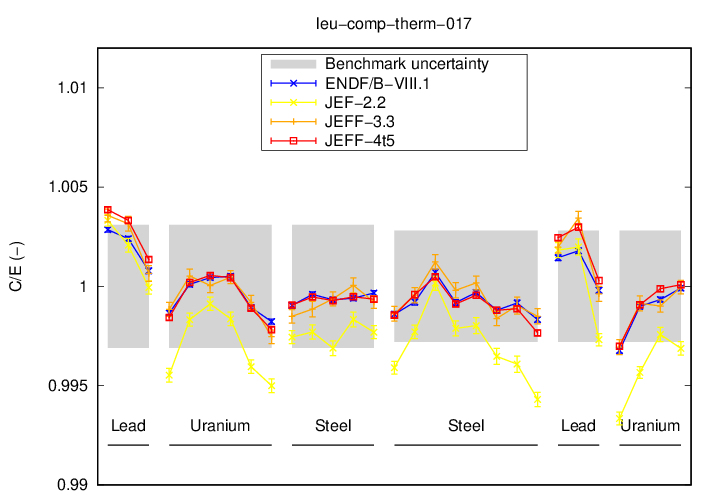 leu−comp−therm−017
Benchmark uncertainty
ENDF/B−VIII.1
JEF−2.2
JEFF−3.3
JEFF−4t5
1.01
1.005
1
0.995
0.99
C/E (−)
Lead Uranium Steel Steel Lead Uranium